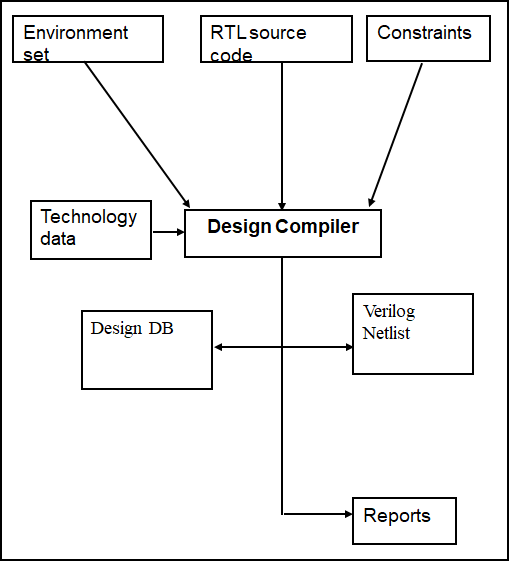 Environment
set
RTL source
code
Constraints
Technology
data
Design Compiler
Design DB
Verilog
Netlist
Reports